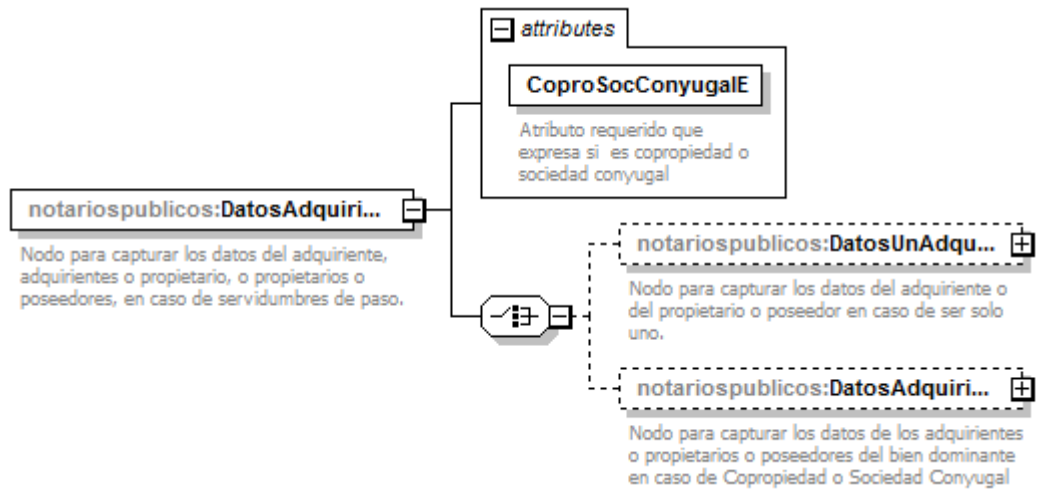 attributes
CoproSocConyugalE
Atributo requerido que
expresa si es copropiedad o
sociedad conyugal
notariospublicos:DatosAdquiri...
Nodo para capturar los datos del adquiriente,
adquirientes o propietario, o propietarios o
poseedores, en caso de servidumbres de paso.
notariospublicos:DatosUnAdqu...
Nodo para capturar los datos del adquiriente o
del propietario o poseedor en caso de ser solo
uno.
notariospublicos:DatosAdquiri...
Nodo para capturar los datos de los adquirientes
o propietarios o poseedores del bien dominante
en caso de Copropiedad o Sociedad Conyugal